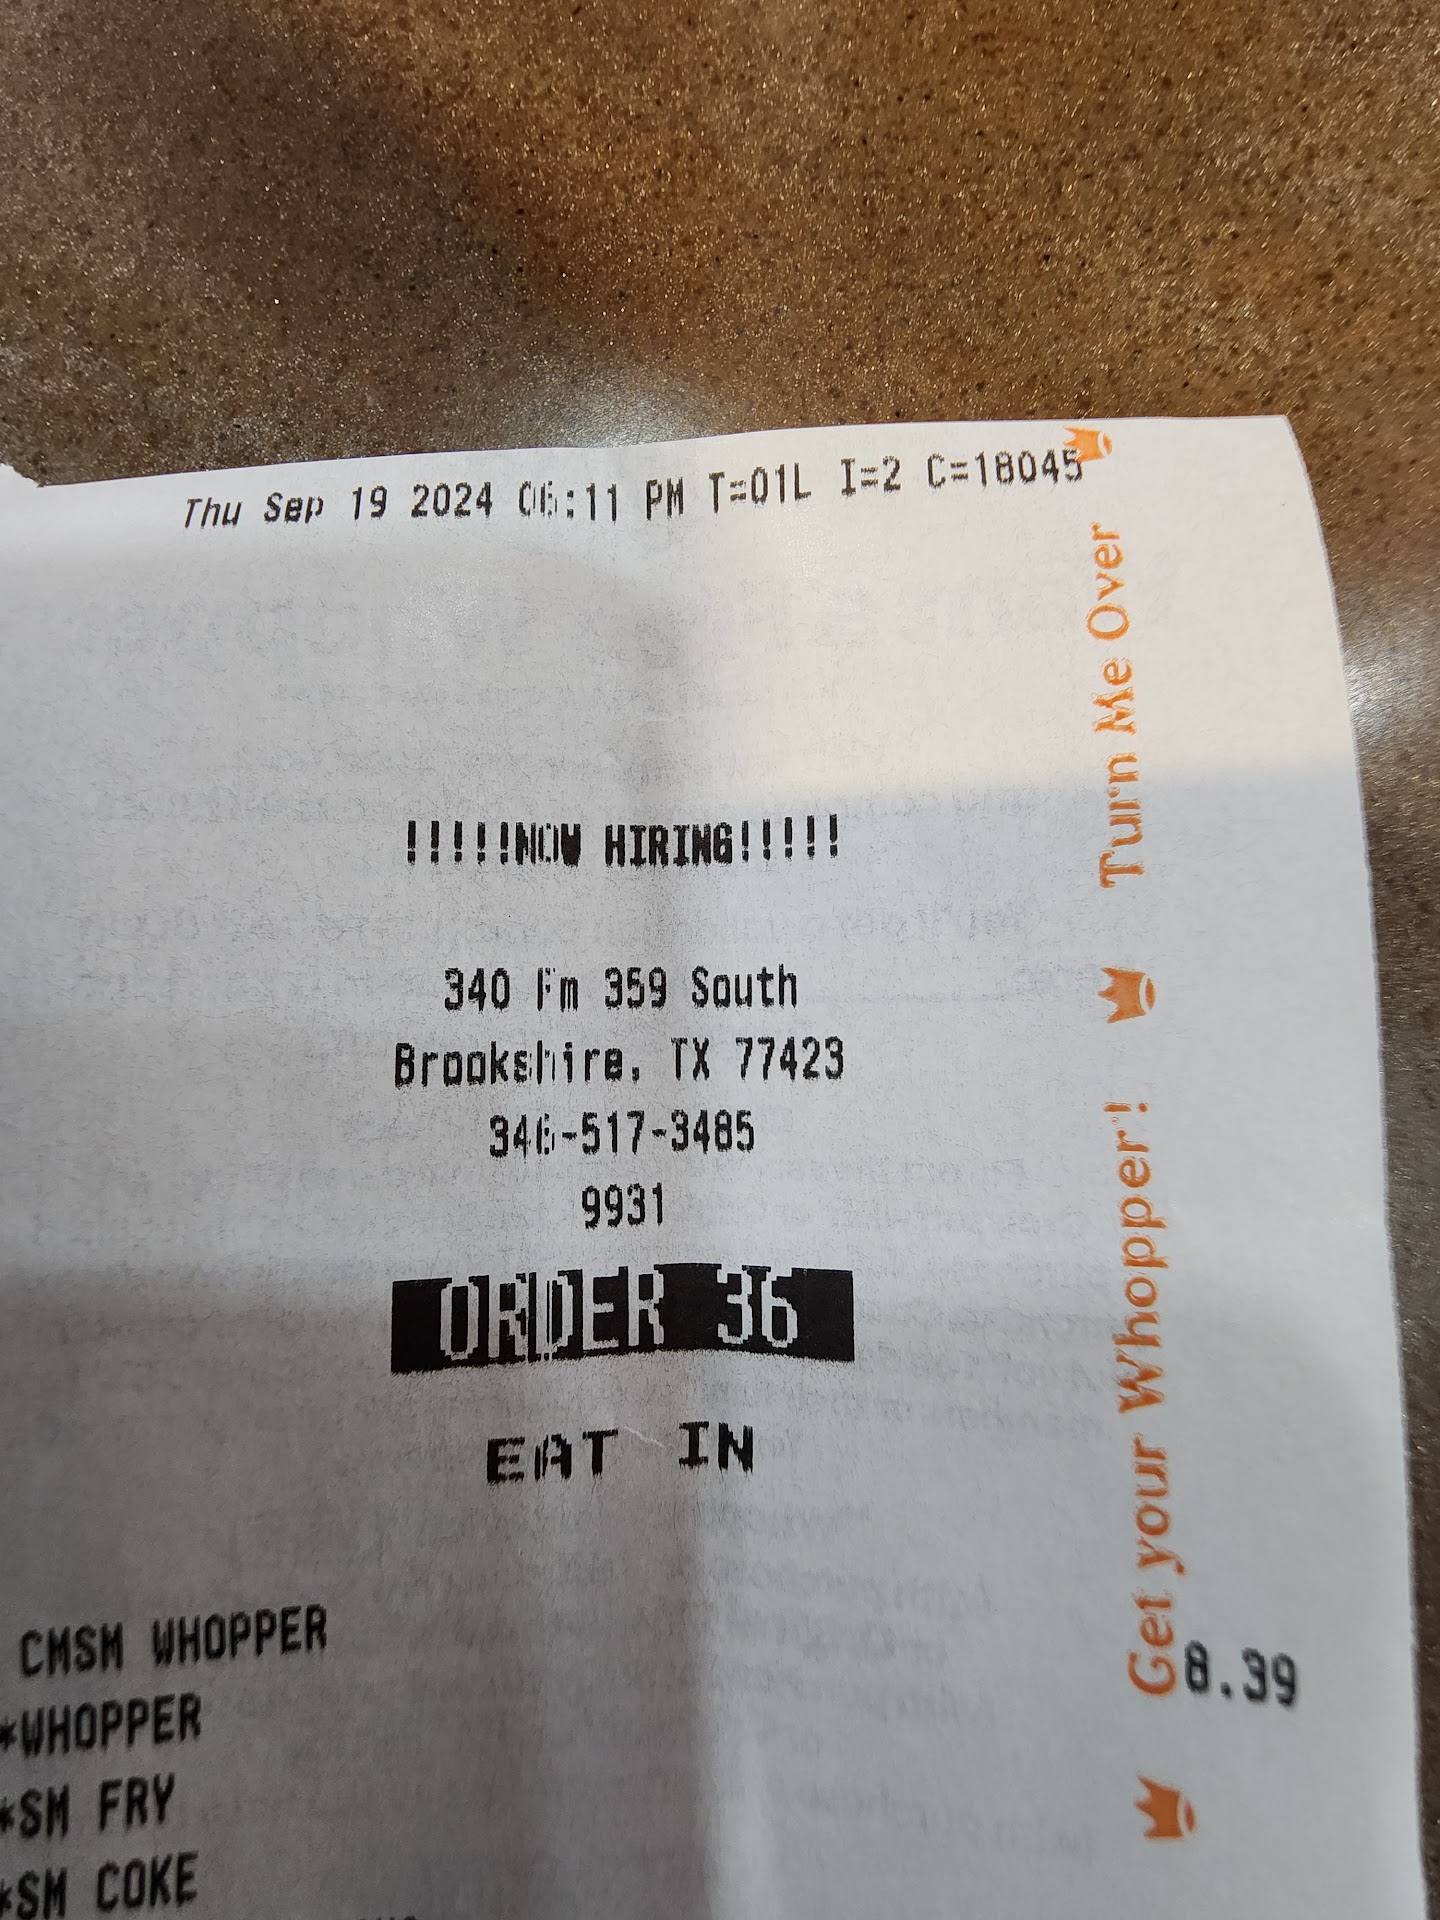 Thu Sep 19 2024 06:11 PM T=01L I=2 C=18045
!!!!!NOW HIRING!!!!!
340 Fm 359 South
Brookshire, TX 77423
346-517-3485
9931
ORDER 36
EAT IN
CMSM WHOPPER 8.39
*WHOPPER
*SM FRY
*SM COKE
Get your Whopper! Turn Me Over